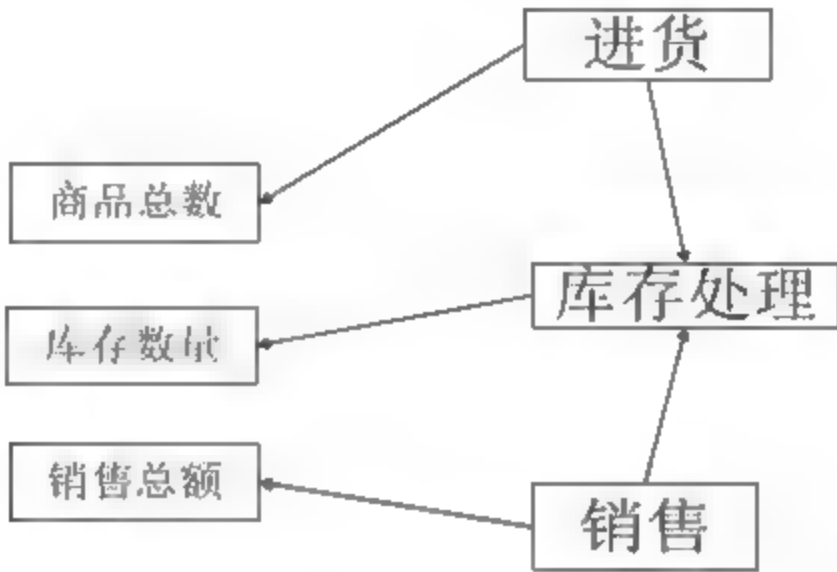 进货
商品总数
库存处理
库存数量
销售总额
销售